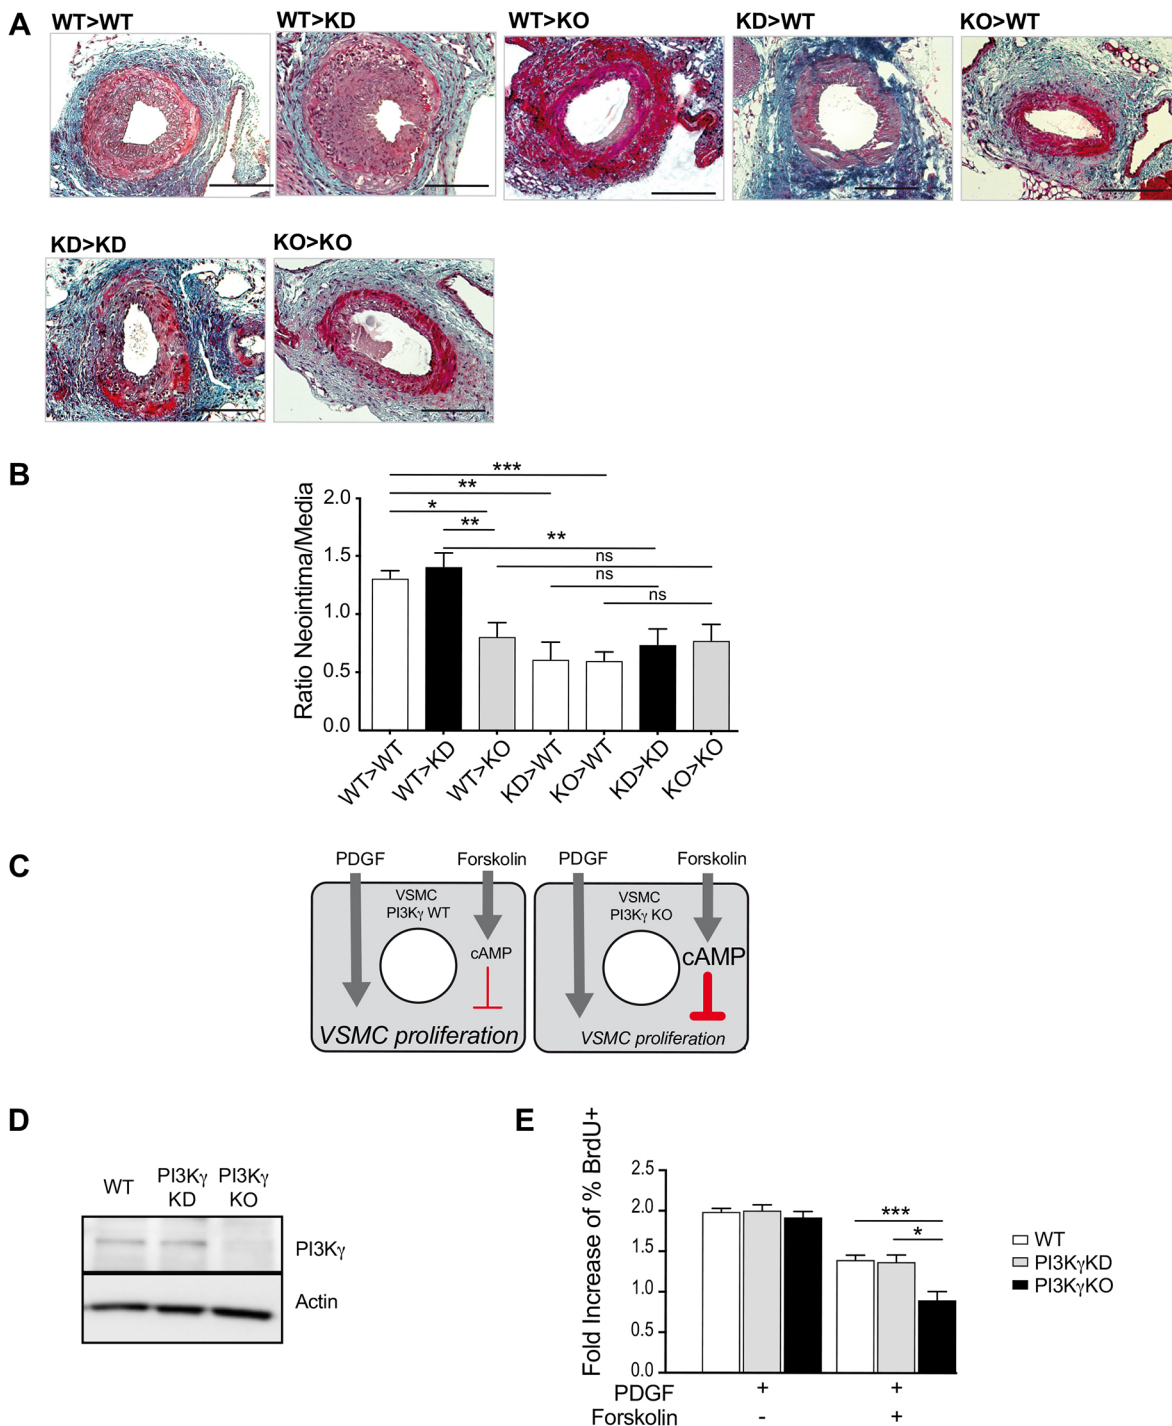 A
WT>WT
WT>KD
WT>KO
KD>WT
KO>WT
KD>KD
KO>KO
B
Ratio Neointima/Media
2.0
1.5
1.0
0.5
0.0
***
**
*
**
**
ns
ns
ns
WT>WT
WT>KD
WT>KO
KD>WT
KO>WT
KD>KD
KO>KO
C
PDGF
Forskolin
VSMC
PI3Kγ WT
cAMP
VSMC proliferation
PDGF
Forskolin
VSMC
PI3Kγ KO
cAMP
VSMC proliferation
D
WT
PI3Kγ
KD
PI3Kγ
KO
PI3Kγ
Actin
E
Fold Increase of % BrdU+
2.5
2.0
1.5
1.0
0.5
0.0
***
*
WT
PI3KγKD
PI3KγKO
PDGF + +
Forskolin - +